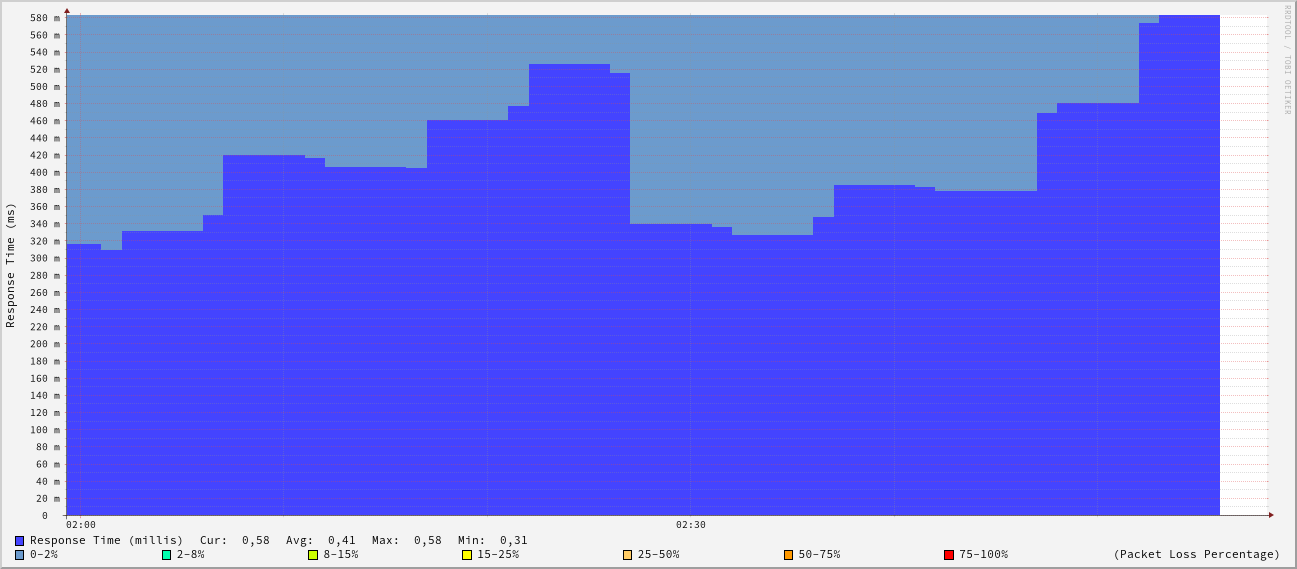 RRDTOOL / TOBI OETIKER
Response Time (ms)
580 m
560 m
540 m
520 m
500 m
480 m
460 m
440 m
420 m
400 m
380 m
360 m
340 m
320 m
300 m
280 m
260 m
240 m
220 m
200 m
180 m
160 m
140 m
120 m
100 m
80 m
60 m
40 m
20 m
0
02:00 02:30
Response Time (millis) Cur: 0,58 Avg: 0,41 Max: 0,58 Min: 0,31
0-2% 2-8% 8-15% 15-25% 25-50% 50-75% 75-100% (Packet Loss Percentage)